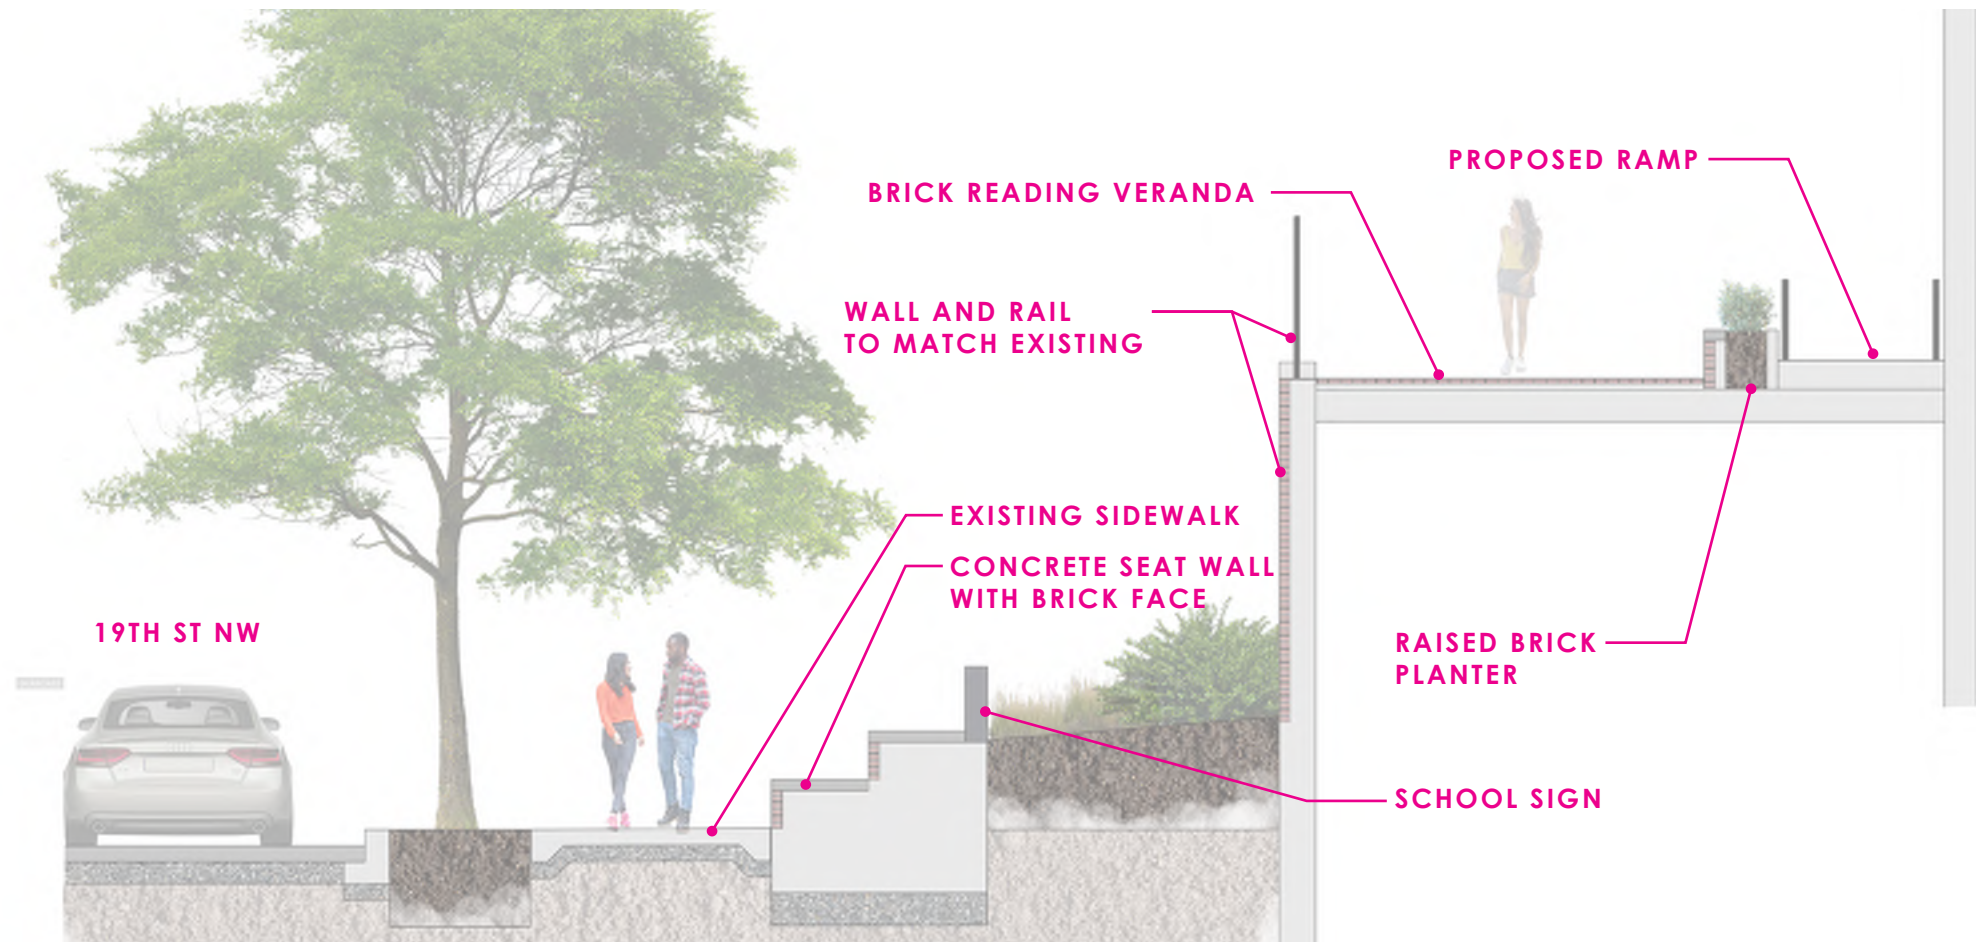 PROPOSED RAMP
BRICK READING VERANDA
WALL AND RAIL
TO MATCH EXISTING
EXISTING SIDEWALK
CONCRETE SEAT WALL
WITH BRICK FACE
19TH ST NW
RAISED BRICK
PLANTER
SCHOOL SIGN